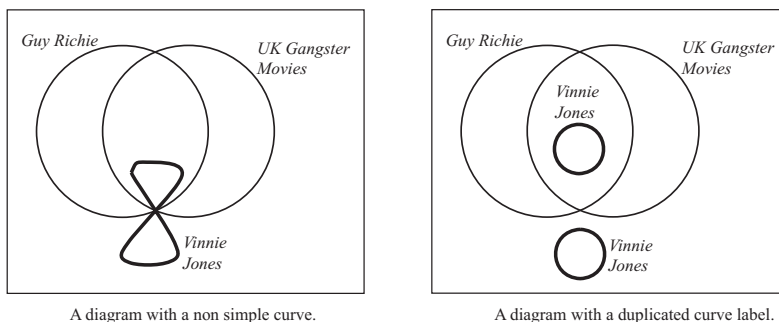 Guy Richie
UK Gangster
Movies
Vinnie
Jones
A diagram with a non simple curve.
Guy Richie
UK Gangster
Movies
Vinnie
Jones
Vinnie
Jones
A diagram with a duplicated curve label.